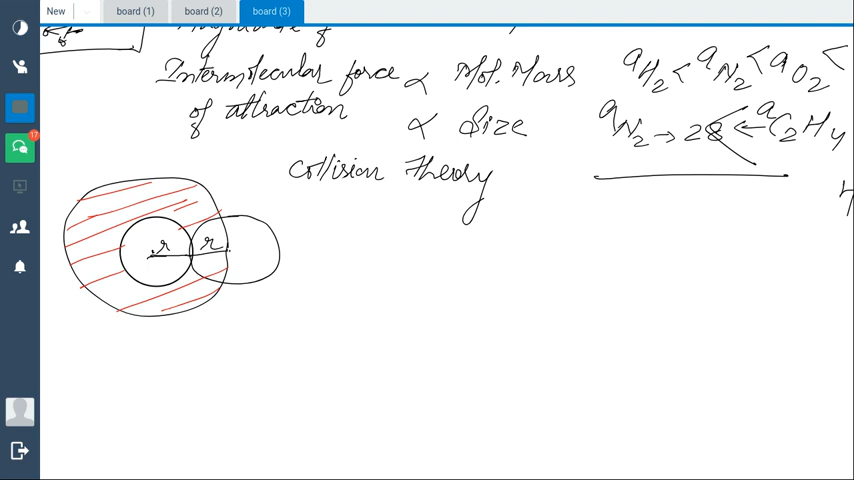 New
board (1)
board (2)
board (3)
17
Intermolecular force ∝ Mol. Mass
of attraction
∝ Size
aH2 < aN2 < aO2 <
aN2 → 28 < aC2H4
Collision Theory
r r